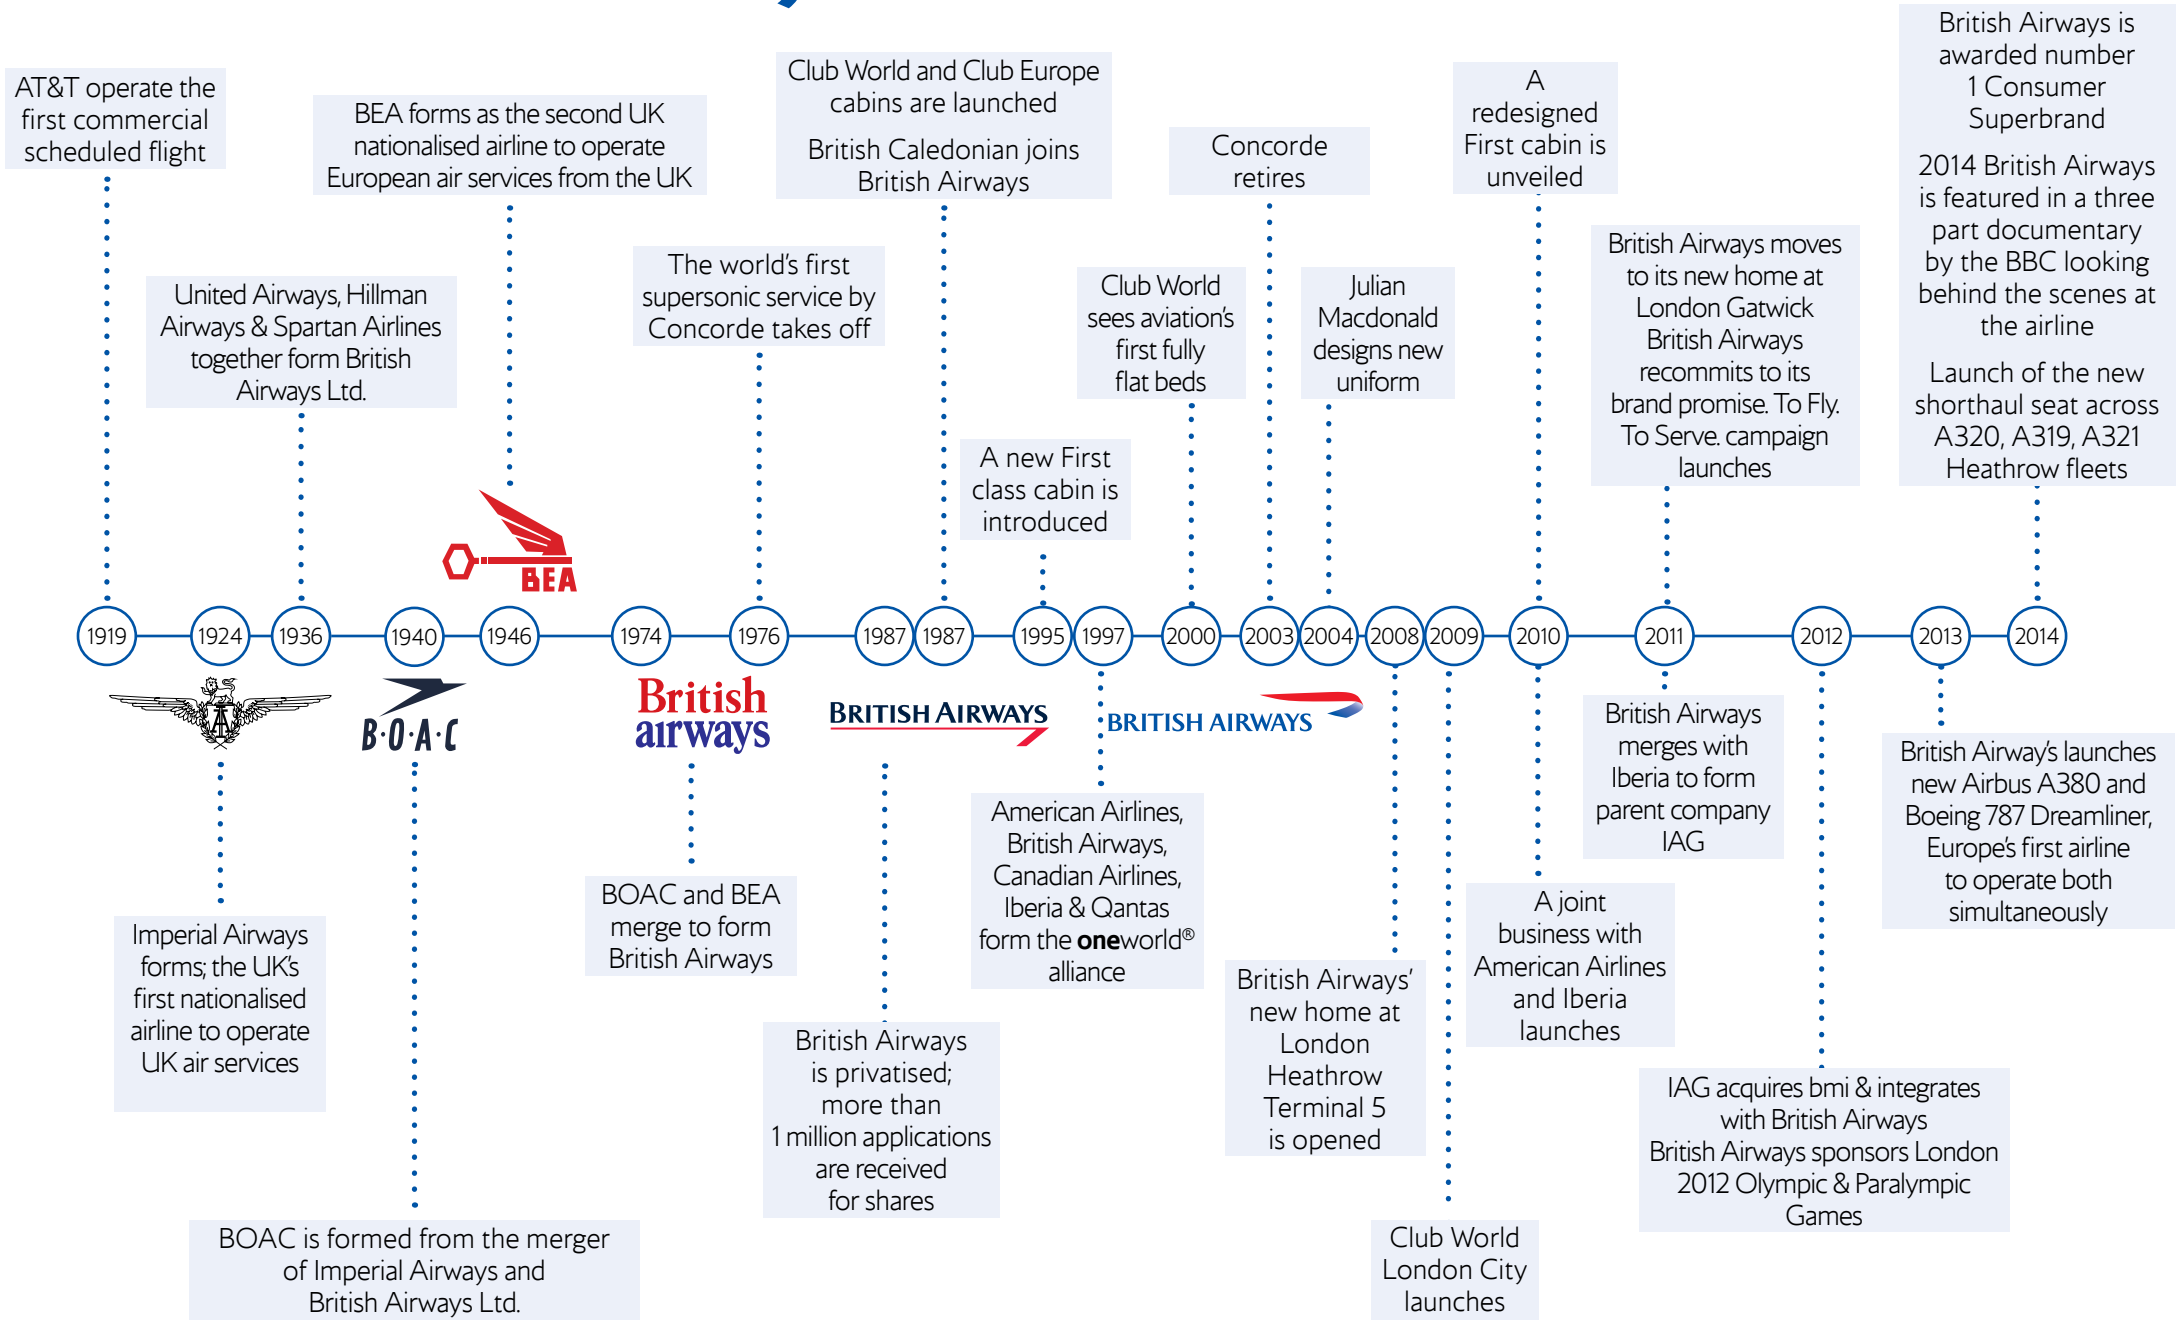 AT&T operate the
first commercial
scheduled flight
United Airways, Hillman
Airways & Spartan Airlines
together form British
Airways Ltd.
BEA forms as the second UK
nationalised airline to operate
European air services from the UK
The world's first
supersonic service by
Concorde takes off
Club World and Club Europe
cabins are launched
British Caledonian joins
British Airways
A new First
class cabin is
introduced
Club World
sees aviation's
first fully
flat beds
Concorde
retires
Julian
Macdonald
designs new
uniform
A
redesigned
First cabin is
unveiled
British Airways moves
to its new home at
London Gatwick
British Airways
recommits to its
brand promise. To Fly.
To Serve. campaign
launches
British Airways is
awarded number
1 Consumer
Superbrand
2014 British Airways
is featured in a three
part documentary
by the BBC looking
behind the scenes at
the airline
Launch of the new
shorthaul seat across
A320, A319, A321
Heathrow fleets
BEA
1919 1924 1936 1940 1946 1974 1976 1987 1987 1995 1997 2000 2003 2004 2008 2009 2010 2011 2012 2013 2014
B·O·A·C
British
airways
BRITISH AIRWAYS
BRITISH AIRWAYS
Imperial Airways
forms; the UK's
first nationalised
airline to operate
UK air services
BOAC is formed from the merger
of Imperial Airways and
British Airways Ltd.
BOAC and BEA
merge to form
British Airways
British Airways
is privatised;
more than
1 million applications
are received
for shares
American Airlines,
British Airways,
Canadian Airlines,
Iberia & Qantas
form the oneworld®
alliance
British Airways'
new home at
London
Heathrow
Terminal 5
is opened
Club World
London City
launches
A joint
business with
American Airlines
and Iberia
launches
British Airways
merges with
Iberia to form
parent company
IAG
IAG acquires bmi & integrates
with British Airways
British Airways sponsors London
2012 Olympic & Paralympic
Games
British Airway's launches
new Airbus A380 and
Boeing 787 Dreamliner,
Europe's first airline
to operate both
simultaneously